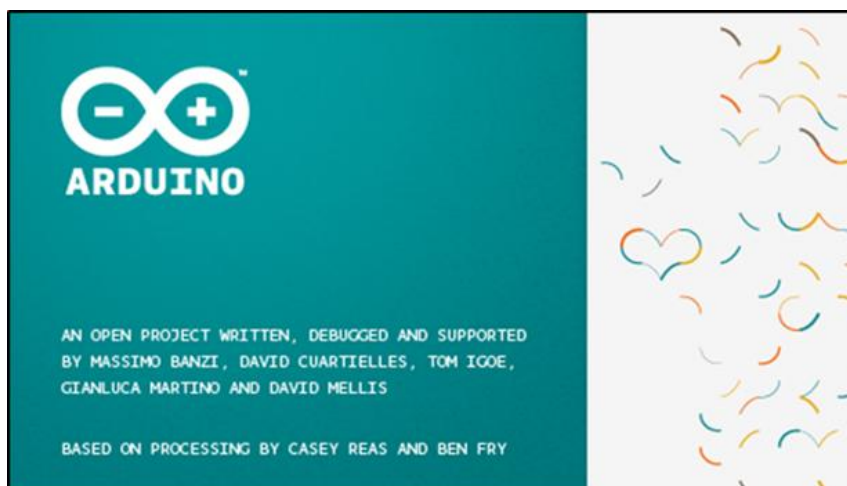 ARDUINO
AN OPEN PROJECT WRITTEN, DEBUGGED AND SUPPORTED
BY MASSIMO BANZI, DAVID CUARTIELLES, TOM IGOE,
GIANLUCA MARTINO AND DAVID MELLIS
BASED ON PROCESSING BY CASEY REAS AND BEN FRY